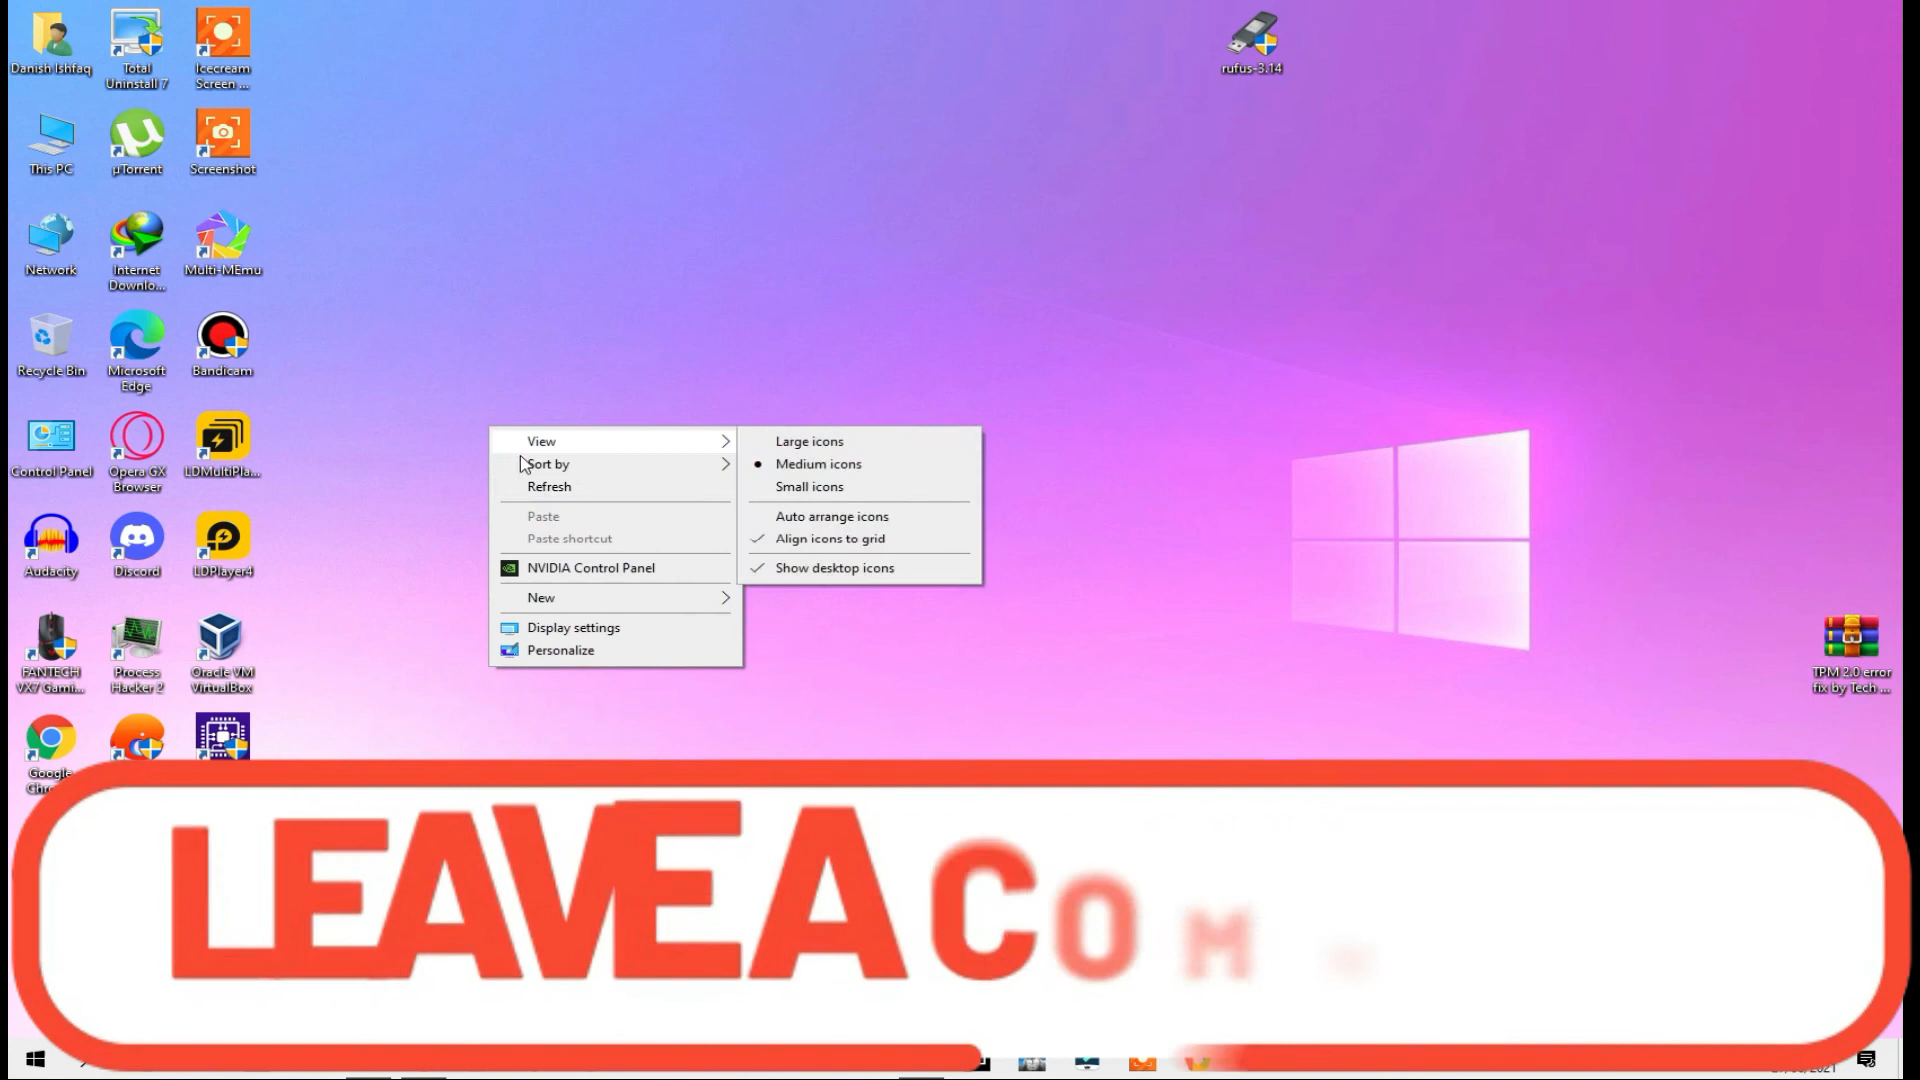 Danish Ishfaq
Total
Uninstall 7
Icecream
Screen ...
rufus-3.14
This PC
µTorrent
Screenshot
Network
Internet
Downlo...
Multi-MEmu
Recycle Bin
Microsoft
Edge
Bandicam
Control Panel
Opera GX
Browser
LDMultiPla...
Audacity
Discord
LDPlayer4
FANTECH
VX7 Gami...
Process
Hacker 2
Oracle VM
VirtualBox
TPM 2.0 error
fix by Tech ...
Google
View
Sort by
Refresh
Paste
Paste shortcut
NVIDIA Control Panel
New
Display settings
Personalize
Large icons
Medium icons
Small icons
Auto arrange icons
Align icons to grid
Show desktop icons
LEAVE A COM